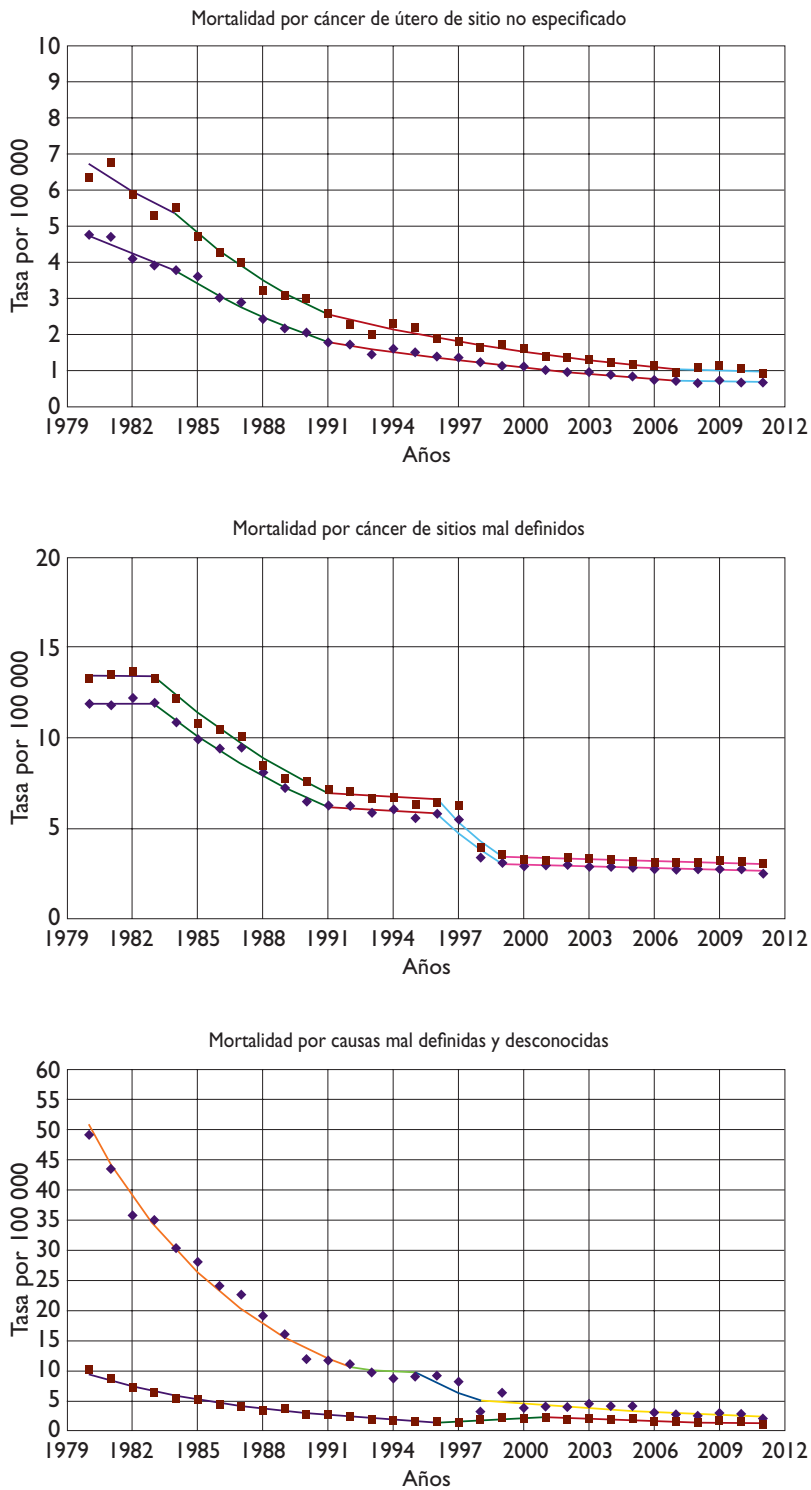 Mortalidad por cáncer de útero de sitio no especificado
10
9
8
7
6
5
4
3
2
1
0
Tasa por 100 000
1979 1982 1985 1988 1991 1994 1997 2000 2003 2006 2009 2012
Años
Mortalidad por cáncer de sitios mal definidos
20
15
10
5
0
Tasa por 100 000
1979 1982 1985 1988 1991 1994 1997 2000 2003 2006 2009 2012
Años
Mortalidad por causas mal definidas y desconocidas
60
55
50
45
40
35
30
25
20
15
10
5
0
Tasa por 100 000
1979 1982 1985 1988 1991 1994 1997 2000 2003 2006 2009 2012
Años